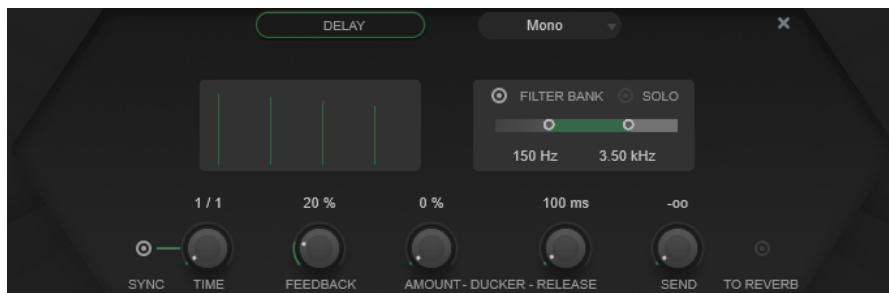 DELAY
Mono
FILTER BANK
SOLO
150 Hz
3.50 kHz
1 / 1
20 %
0 %
100 ms
-oo
SYNC
TIME
FEEDBACK
AMOUNT - DUCKER - RELEASE
SEND
TO REVERB